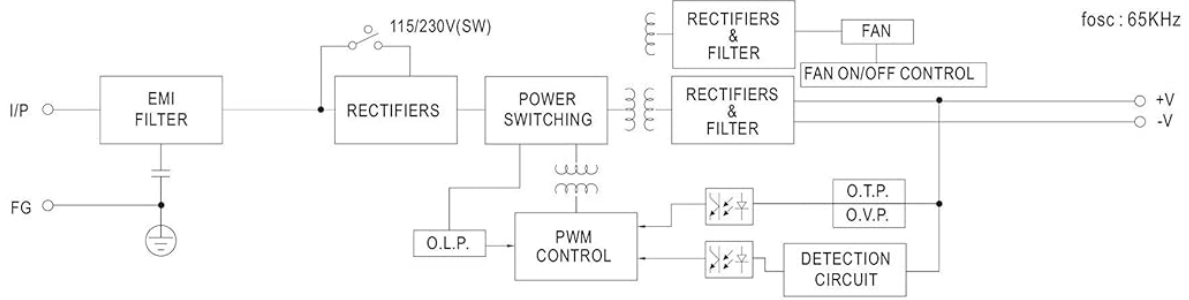 115/230V(SW)
RECTIFIERS
&
FILTER
FAN
FAN ON/OFF CONTROL
fosc : 65KHz
I/P
EMI
FILTER
RECTIFIERS
POWER
SWITCHING
RECTIFIERS
&
FILTER
+V
-V
FG
O.L.P.
PWM
CONTROL
O.T.P.
O.V.P.
DETECTION
CIRCUIT